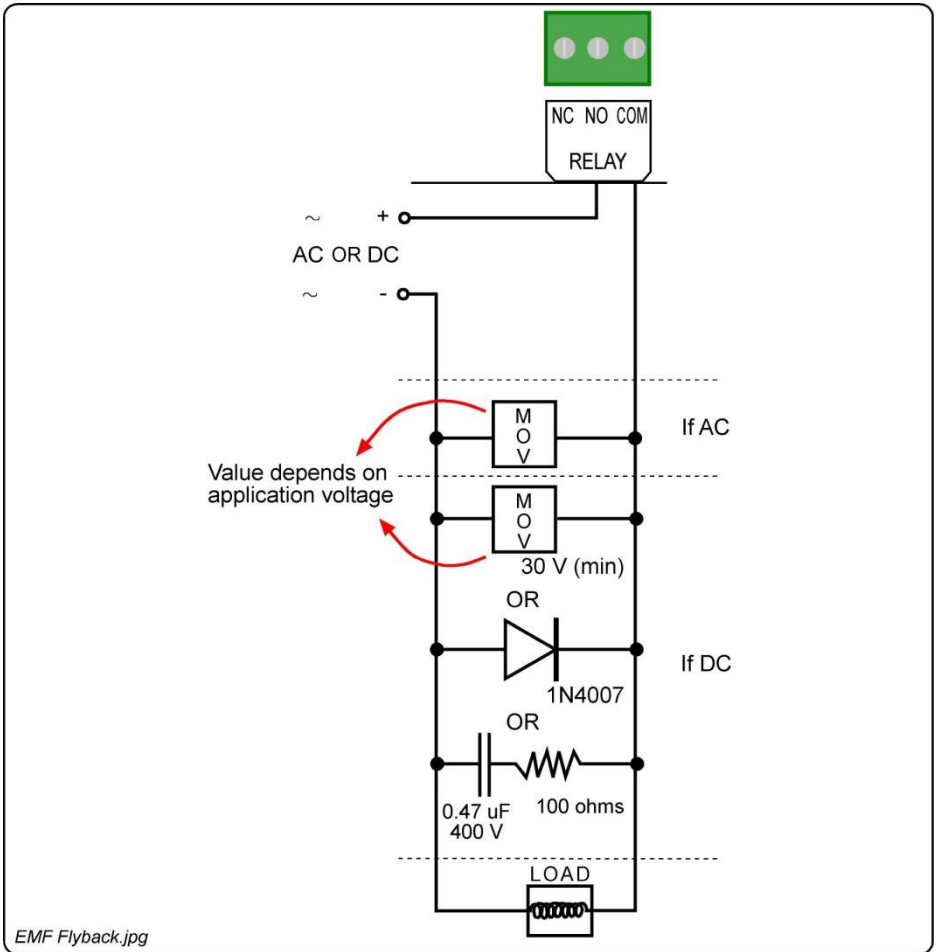 NC NO COM
RELAY
~ +
AC OR DC
~ -
M
O
V
If AC
Value depends on
application voltage
M
O
V
30 V (min)
OR
1N4007
If DC
OR
0.47 uF
400 V
100 ohms
LOAD
EMF Flyback.jpg